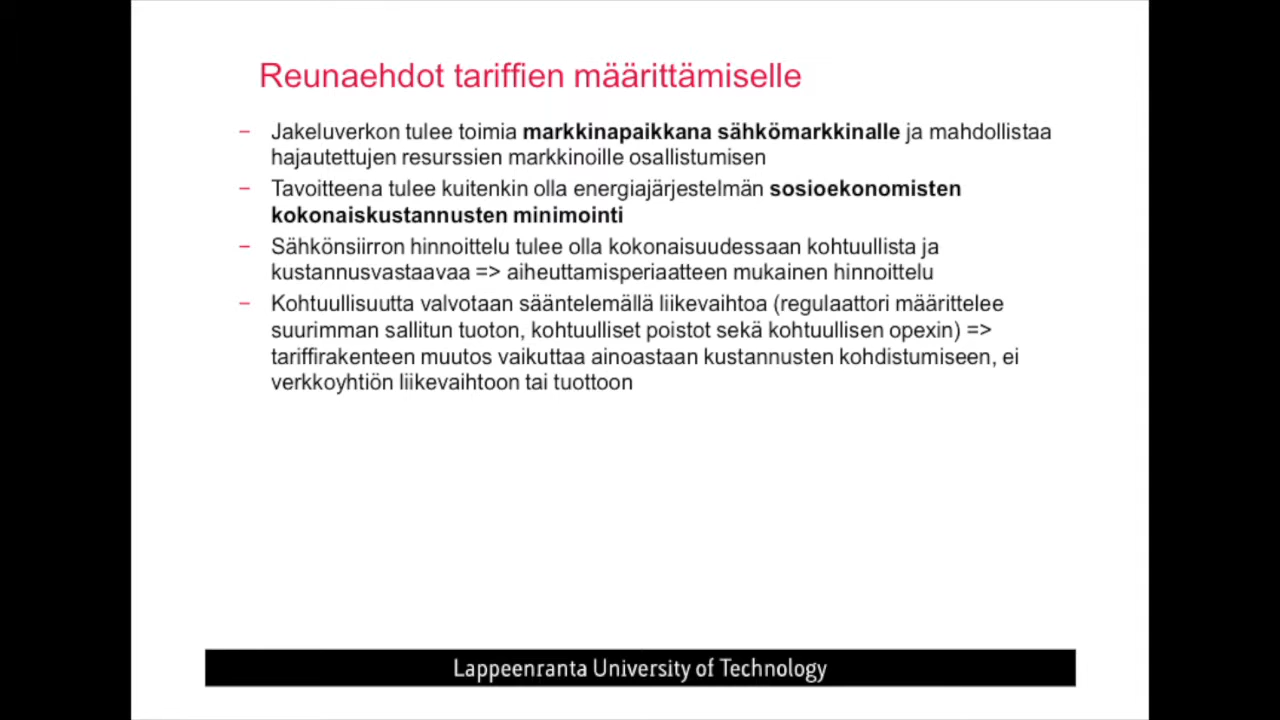 Reunaehdot tariffien määrittämiselle
– Jakeluverkon tulee toimia markkinapaikkana sähkömarkkinalle ja mahdollistaa
hajautettujen resurssien markkinoille osallistumisen
– Tavoitteena tulee kuitenkin olla energiajärjestelmän sosioekonomisten
kokonaiskustannusten minimointi
– Sähkönsiirron hinnoittelu tulee olla kokonaisuudessaan kohtuullista ja
kustannusvastaavaa => aiheuttamisperiaatteen mukainen hinnoittelu
– Kohtuullisuutta valvotaan sääntelemällä liikevaihtoa (regulaattori määrittelee
suurimman sallitun tuoton, kohtuulliset poistot sekä kohtuullisen opexin) =>
tariffirakenteen muutos vaikuttaa ainoastaan kustannusten kohdistumiseen, ei
verkkoyhtiön liikevaihtoon tai tuottoon
Lappeenranta University of Technology